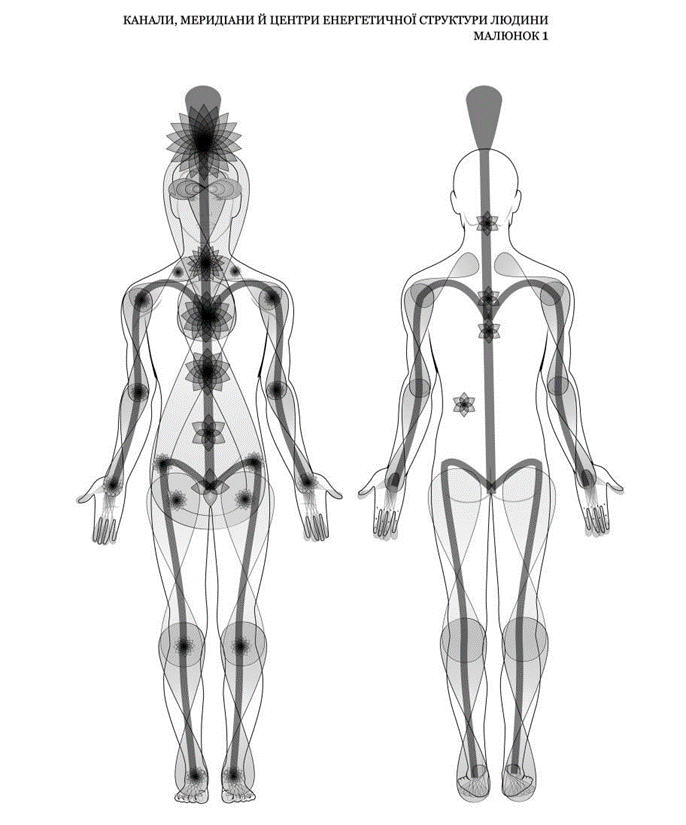 КАНАЛИ, МЕРИДІАНИ Й ЦЕНТРИ ЕНЕРГЕТИЧНОЇ СТРУКТУРИ ЛЮДИНИ
МАЛЮНОК 1